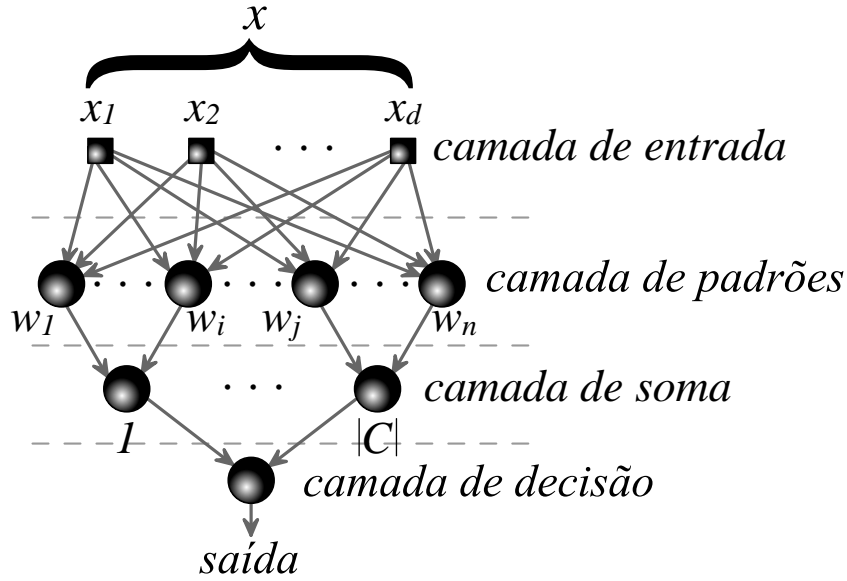 x
x1 x2 . . . xd
camada de entrada
. . . . . . . . .
camada de padrões
w1 wi wj wn
. . .
camada de soma
1 |C|
camada de decisão
saída